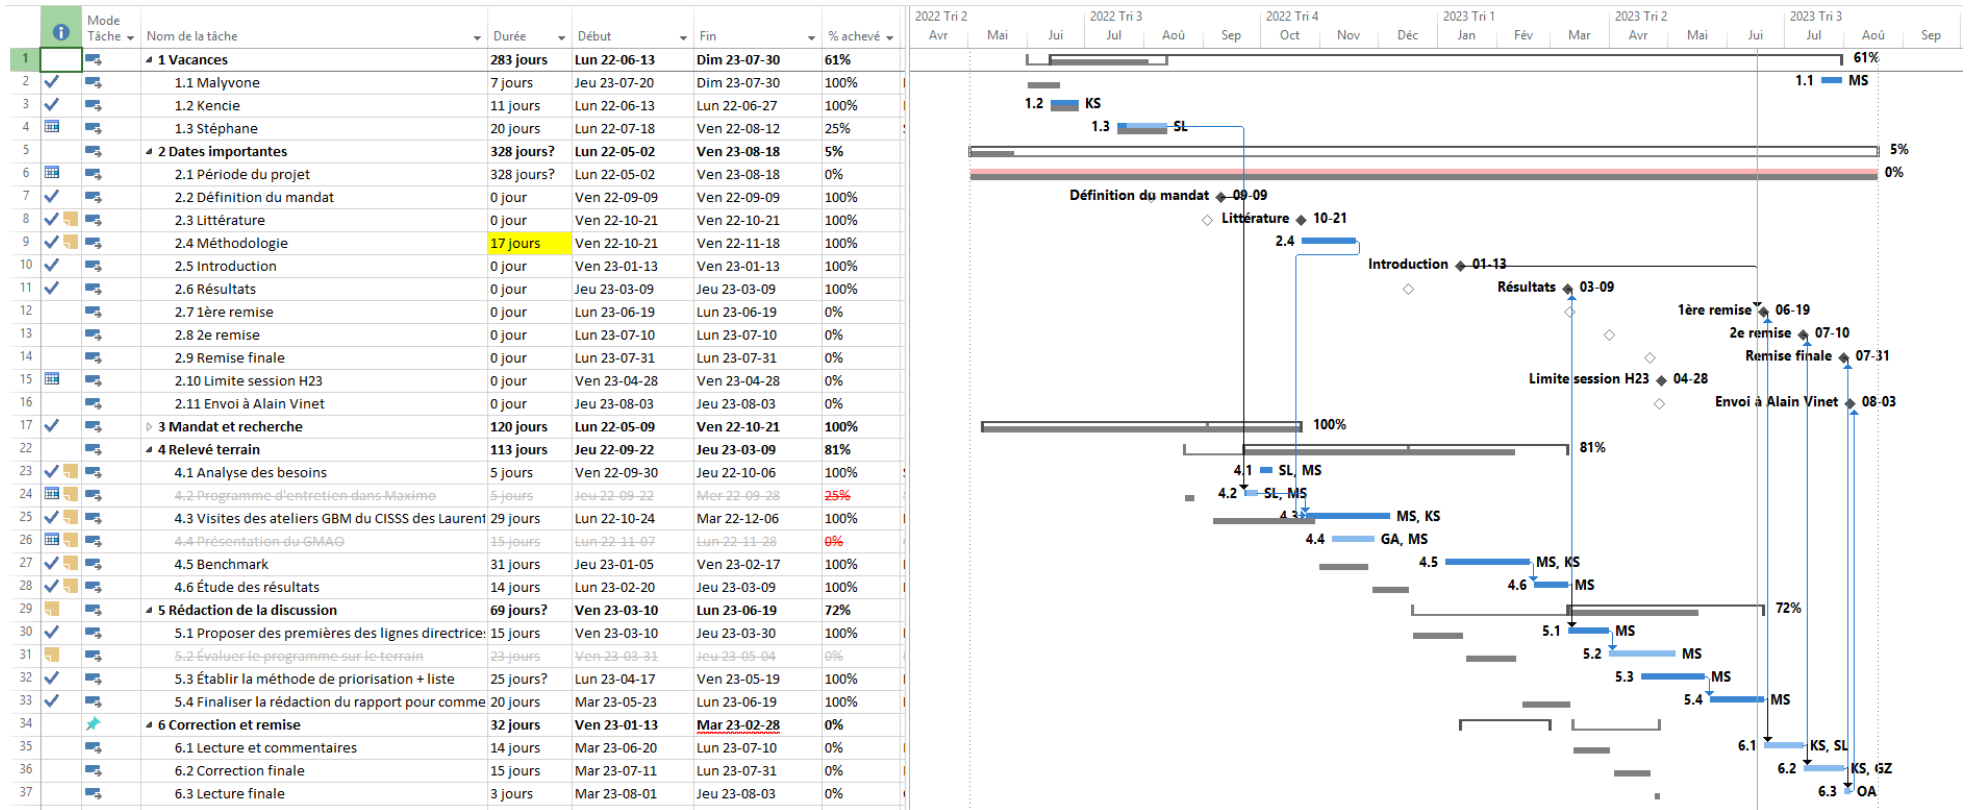 Mode Tâche Nom de la tâche Durée Début Fin % achevé
2022 Tri 2 2022 Tri 3 2022 Tri 4 2023 Tri 1 2023 Tri 2 2023 Tri 3
Avr Mai Jui Jul Aoû Sep Oct Nov Déc Jan Fév Mar Avr Mai Jui Jul Aoû Sep
1 1 Vacances 283 jours Lun 22-06-13 Dim 23-07-30 61% 61%
2 1.1 Malyvone 7 jours Jeu 23-07-20 Dim 23-07-30 100% 1.1 MS
3 1.2 Kencie 11 jours Lun 22-06-13 Lun 22-06-27 100% 1.2 KS
4 1.3 Stéphane 20 jours Lun 22-07-18 Ven 22-08-12 25% 1.3 SL
5 2 Dates importantes 328 jours? Lun 22-05-02 Ven 23-08-18 5% 5%
6 2.1 Période du projet 328 jours? Lun 22-05-02 Ven 23-08-18 0% 0%
7 2.2 Définition du mandat 0 jour Ven 22-09-09 Ven 22-09-09 100% Définition du mandat 09-09
8 2.3 Littérature 0 jour Ven 22-10-21 Ven 22-10-21 100% Littérature 10-21
9 2.4 Méthodologie 17 jours Ven 22-10-21 Ven 22-11-18 100% 2.4
10 2.5 Introduction 0 jour Ven 23-01-13 Ven 23-01-13 100% Introduction 01-13
11 2.6 Résultats 0 jour Jeu 23-03-09 Jeu 23-03-09 100% Résultats 03-09
12 2.7 1ère remise 0 jour Lun 23-06-19 Lun 23-06-19 0% 1ère remise 06-19
13 2.8 2e remise 0 jour Lun 23-07-10 Lun 23-07-10 0% 2e remise 07-10
14 2.9 Remise finale 0 jour Lun 23-07-31 Lun 23-07-31 0% Remise finale 07-31
15 2.10 Limite session H23 0 jour Ven 23-04-28 Ven 23-04-28 0% Limite session H23 04-28
16 2.11 Envoi à Alain Vinet 0 jour Jeu 23-08-03 Jeu 23-08-03 0% Envoi à Alain Vinet 08-03
17 3 Mandat et recherche 120 jours Lun 22-05-09 Ven 22-10-21 100% 100%
22 4 Relevé terrain 113 jours Jeu 22-09-22 Jeu 23-03-09 81% 81%
23 4.1 Analyse des besoins 5 jours Ven 22-09-30 Jeu 22-10-06 100% 4.1 SL, MS
24 4.2 Programme d'entretien dans Maximo 5 jours Jeu 22-09-22 Mer 22-09-28 25% 4.2 SL, MS
25 4.3 Visites des ateliers GBM du CISSS des Laurent 29 jours Lun 22-10-24 Mar 22-12-06 100% 4.3 MS, KS
26 4.4 Présentation du GMAO 15 jours Lun 22-11-07 Lun 22-11-28 0% 4.4 GA, MS
27 4.5 Benchmark 31 jours Jeu 23-01-05 Ven 23-02-17 100% 4.5 MS, KS
28 4.6 Étude des résultats 14 jours Lun 23-02-20 Jeu 23-03-09 100% 4.6 MS
29 5 Rédaction de la discussion 69 jours? Ven 23-03-10 Lun 23-06-19 72% 72%
30 5.1 Proposer des premières des lignes directrice 15 jours Ven 23-03-10 Jeu 23-03-30 100% 5.1 MS
31 5.2 Évaluer le programme sur le terrain 23 jours Ven 23-03-31 Jeu 23-05-04 0% 5.2 MS
32 5.3 Établir la méthode de priorisation + liste 25 jours? Lun 23-04-17 Ven 23-05-19 100% 5.3 MS
33 5.4 Finaliser la rédaction du rapport pour comme 20 jours Mar 23-05-23 Lun 23-06-19 100% 5.4 MS
34 6 Correction et remise 32 jours Ven 23-01-13 Mar 23-02-28 0%
35 6.1 Lecture et commentaires 14 jours Mar 23-06-20 Lun 23-07-10 0% 6.1 KS, SL
36 6.2 Correction finale 15 jours Mar 23-07-11 Lun 23-07-31 0% 6.2 KS, GZ
37 6.3 Lecture finale 3 jours Mar 23-08-01 Jeu 23-08-03 0% 6.3 OA